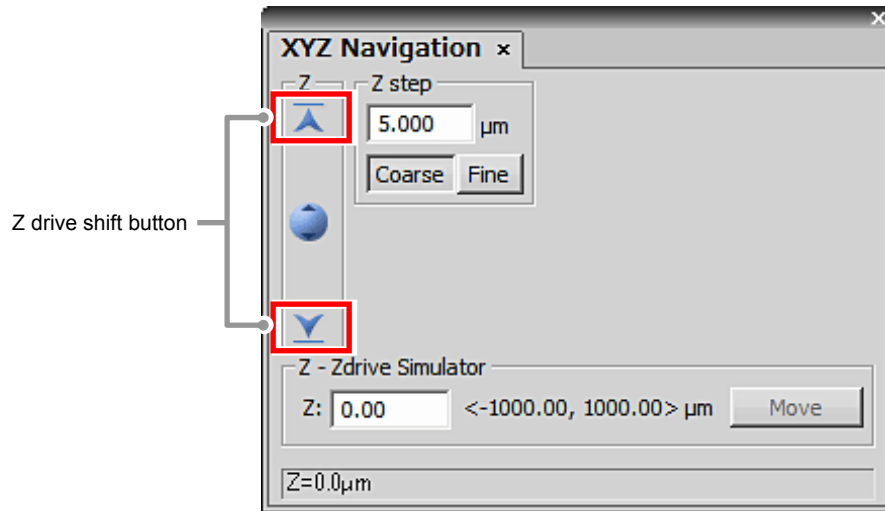 XYZ Navigation ×
Z
Z step
5.000 µm
Coarse Fine
Z drive shift button
Z - Zdrive Simulator
Z: 0.00 <-1000.00, 1000.00> µm Move
Z=0.0µm